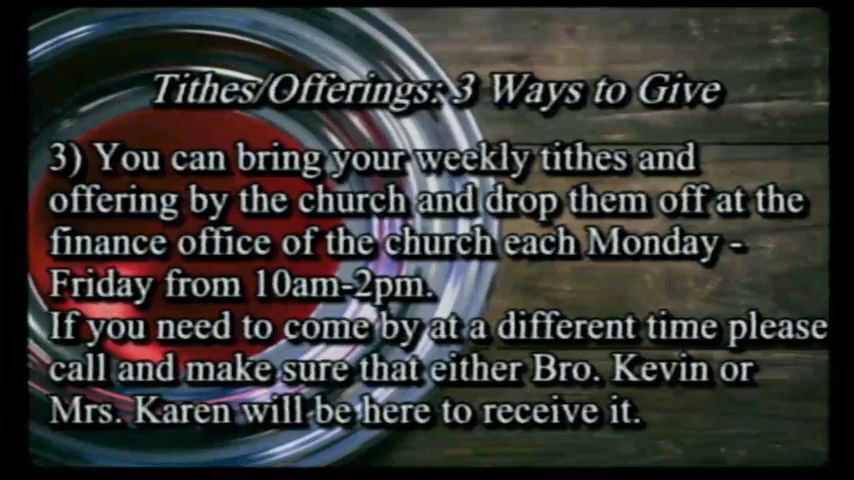 Tithes/Offerings: 3 Ways to Give
3) You can bring your weekly tithes and
offering by the church and drop them off at the
finance office of the church each Monday -
Friday from 10am-2pm.
If you need to come by at a different time please
call and make sure that either Bro. Kevin or
Mrs. Karen will be here to receive it.